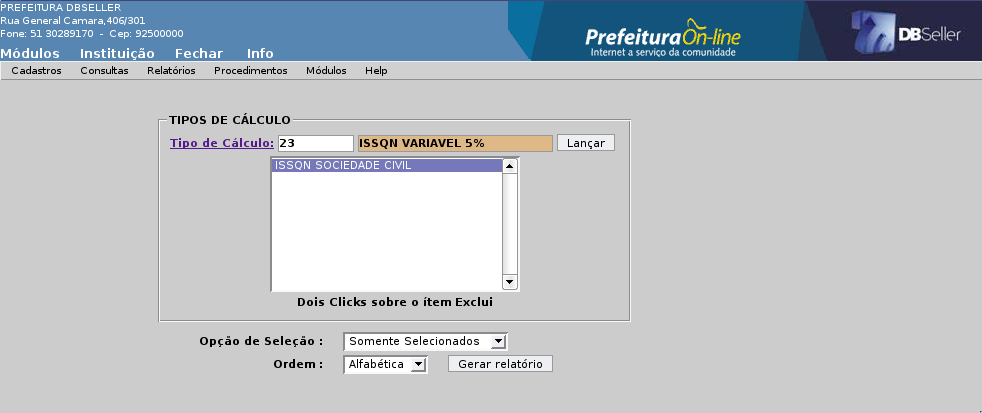 PREFEITURA DBSELLER
Rua General Camara,406/301
Fone: 51 30289170 - Cep: 92500000
Prefeitura On-line
Internet a serviço da comunidade
DBSeller
Módulos Instituição Fechar Info
Cadastros Consultas Relatórios Procedimentos Módulos Help
TIPOS DE CÁLCULO
Tipo de Cálculo: 23 ISSQN VARIAVEL 5% Lançar
ISSQN SOCIEDADE CIVIL
Dois Clicks sobre o ítem Exclui
Opção de Seleção : Somente Selecionados
Ordem : Alfabética Gerar relatório